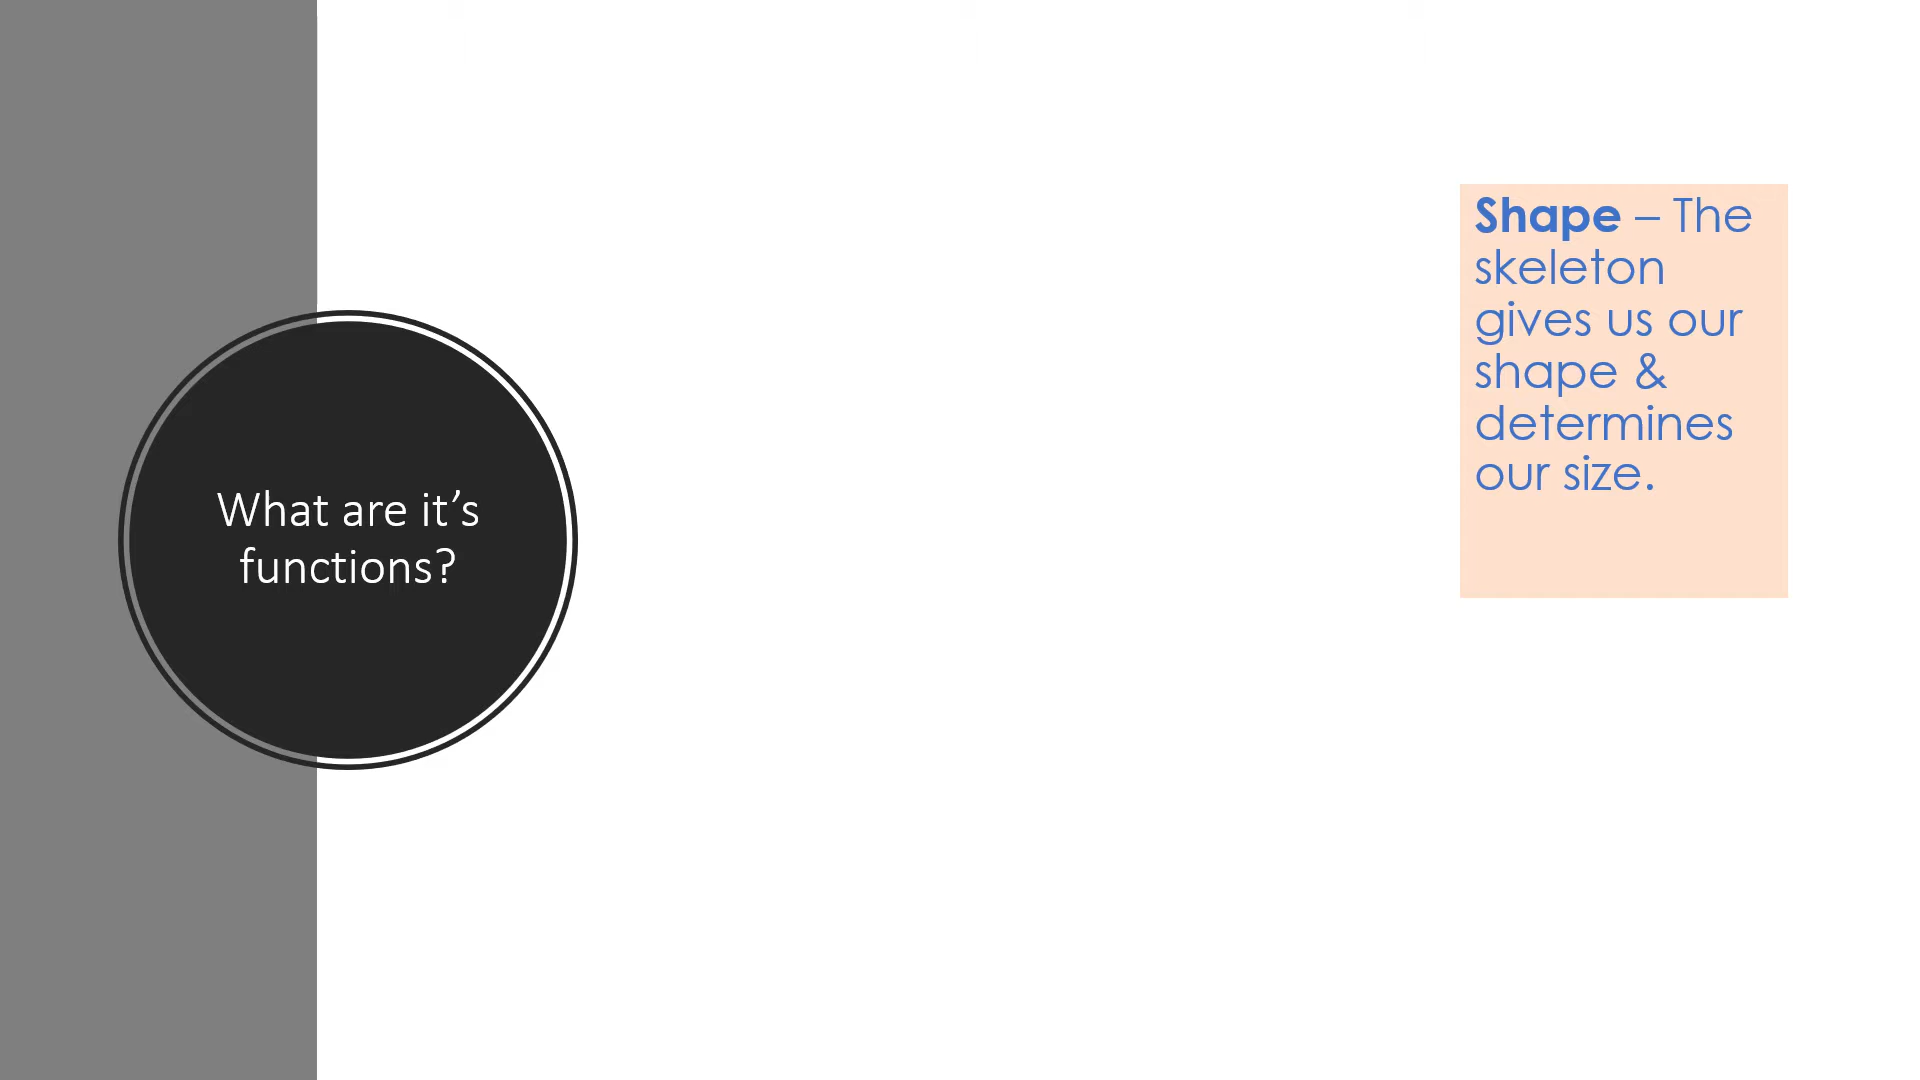 What are it’s
functions?
Shape – The
skeleton
gives us our
shape &
determines
our size.